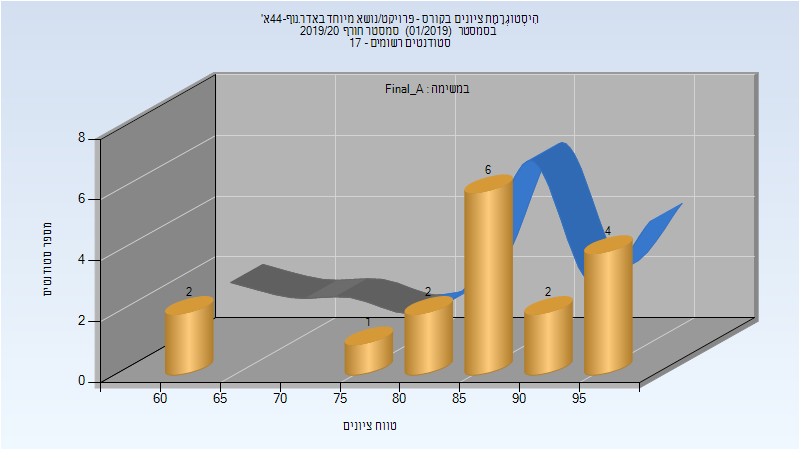 היסטוגרמת ציונים בקורס - פרויקט/נושא מיוחד באדר.נוף-44א'
בסמסטר (01/2019) סמסטר חורף 2019/20
סטודנטים רשומים - 17
במשימה : Final_A
מספר סטודנטים
8
6
4
2
0
2
1
2
6
2
4
60 65 70 75 80 85 90 95
טווח ציונים